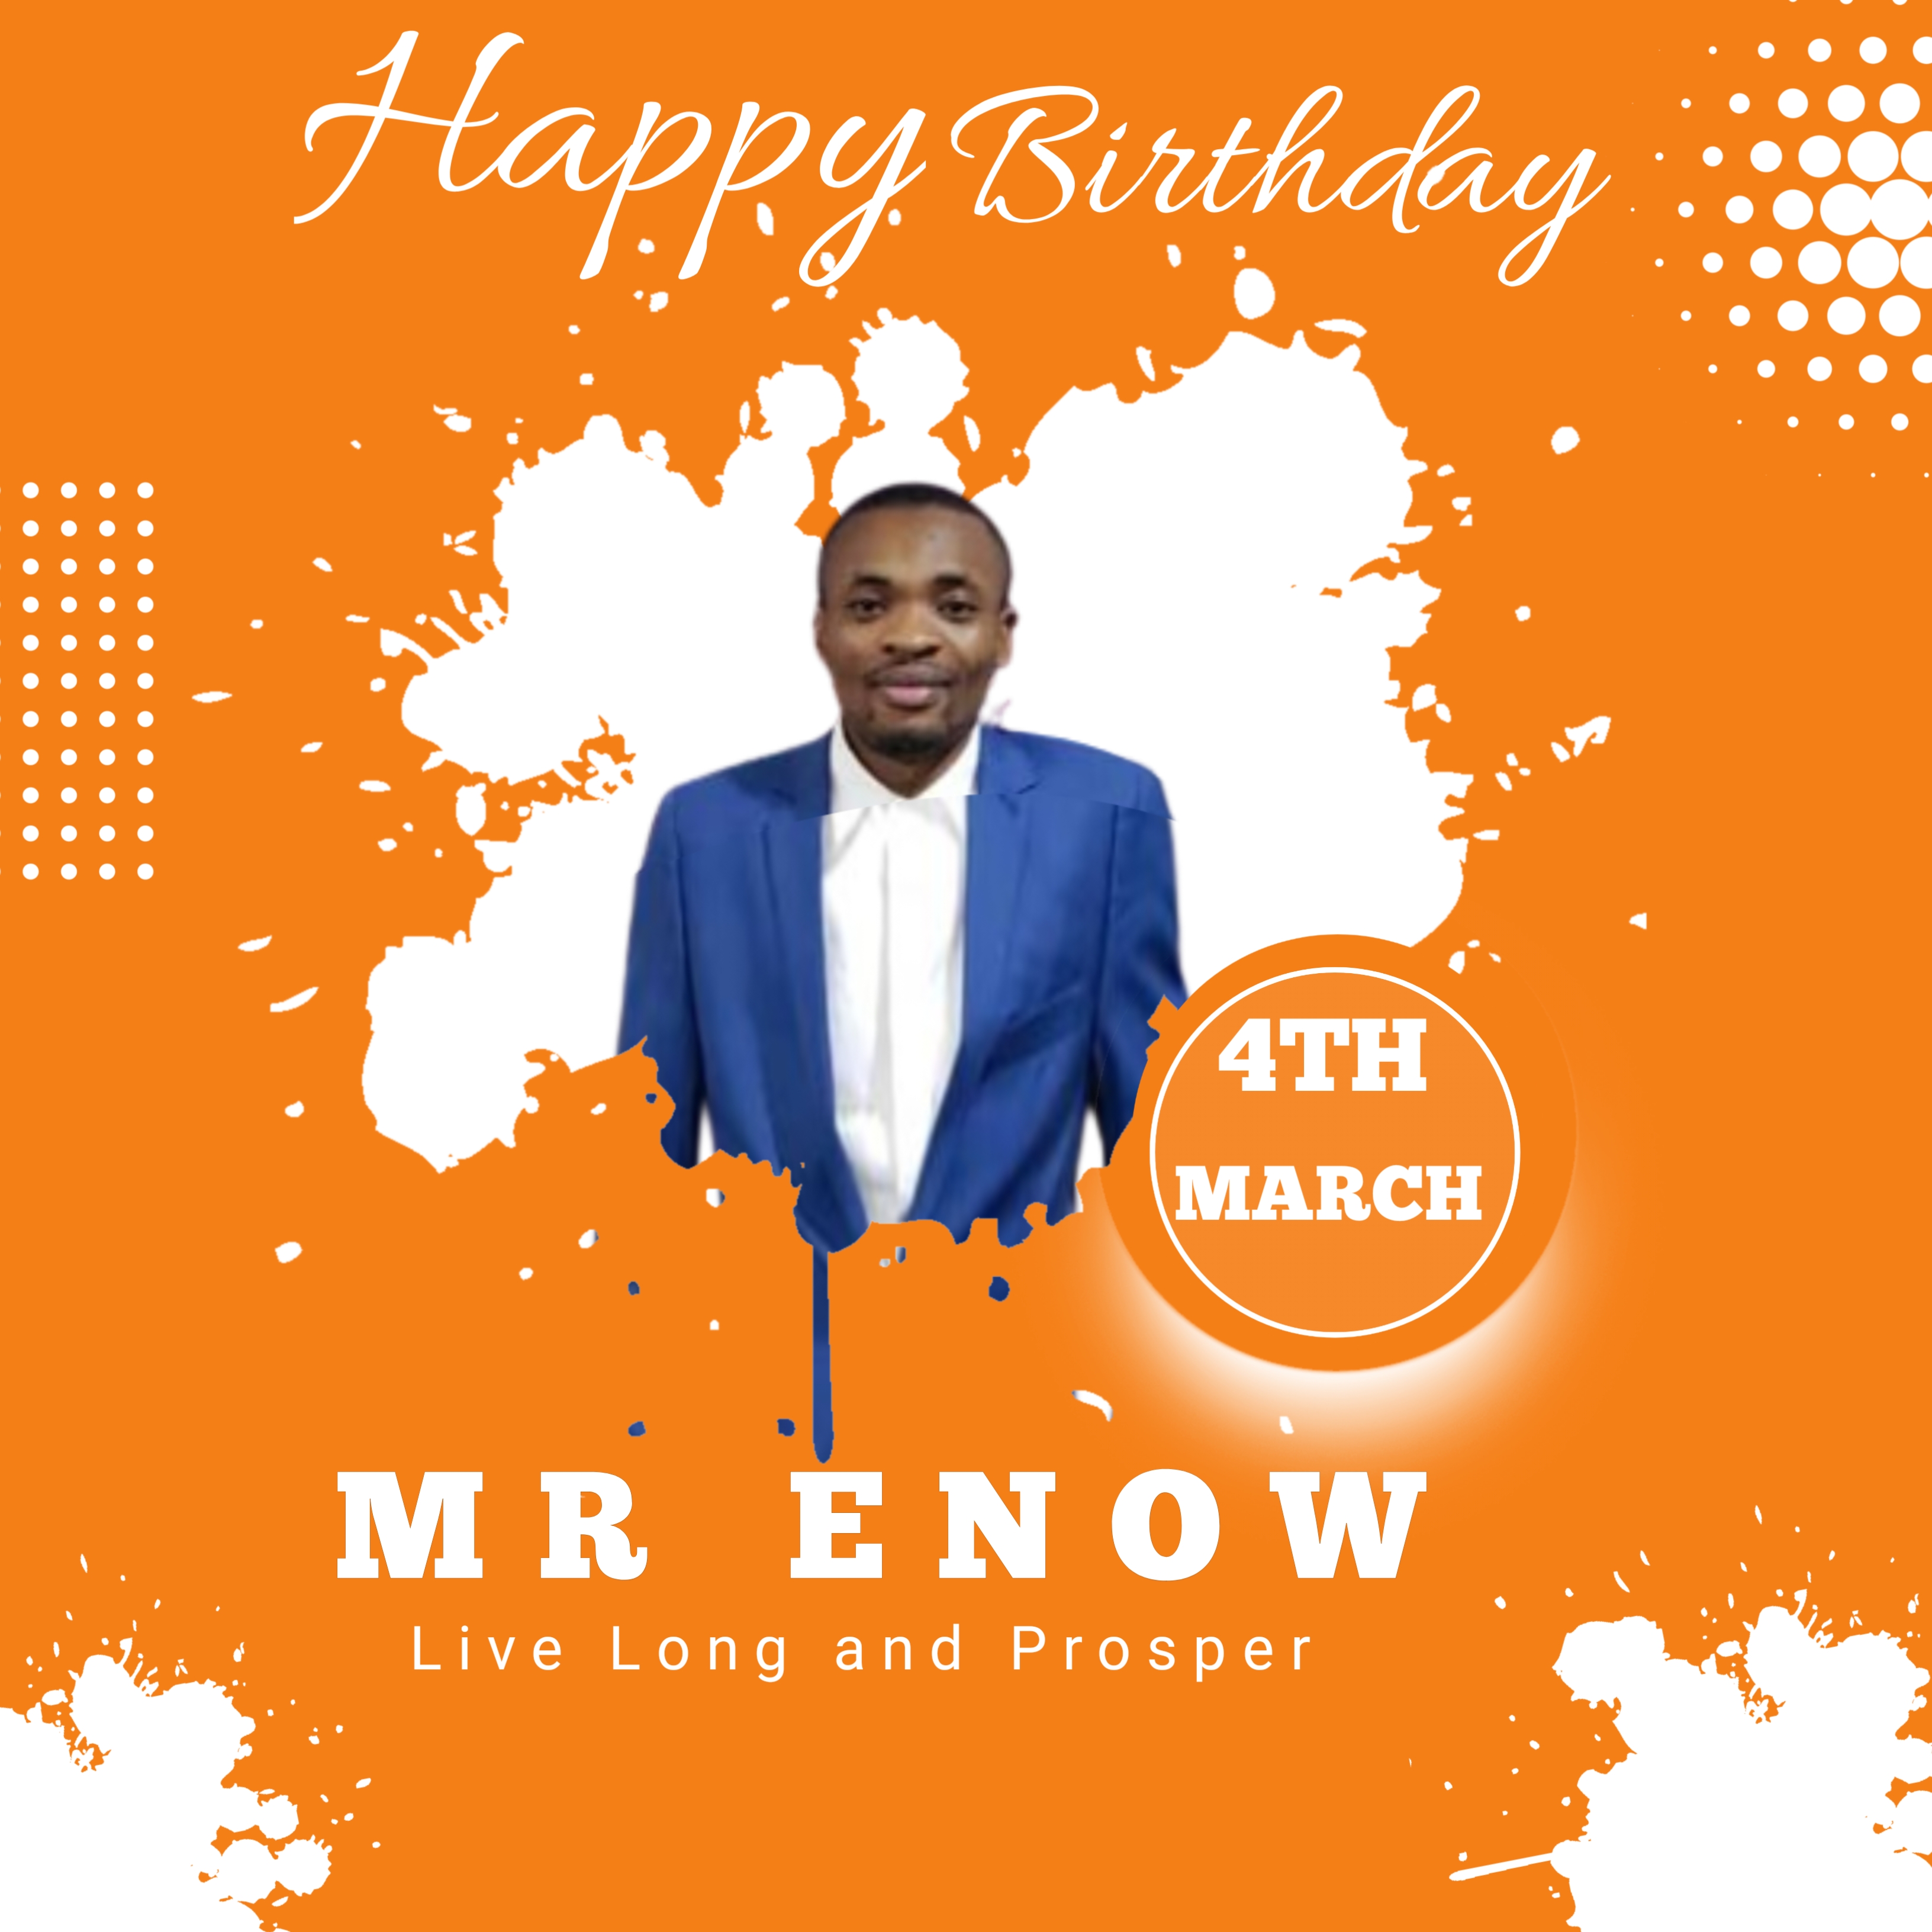 Happy Birthday
4TH
MARCH
MR ENOW
Live Long and Prosper